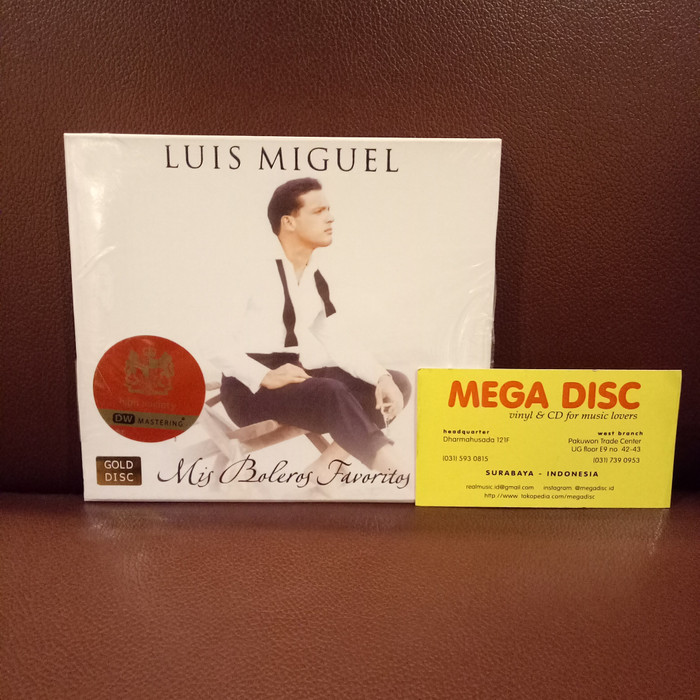 LUIS MIGUEL
DW MASTERING
GOLD
DISC
Mis Boleros Favoritos
MEGA DISC
vinyl & CD for music lovers
headquarter
Dharmahusada 121F
(031) 593 0815
west branch
Pakuwon Trade Center
UG floor E9 no 42-43
(031) 739 0953
SURABAYA - INDONESIA
realmusic.id@gmail.com instagram @megadisc.id
http://www tokopedia.com/megadisc